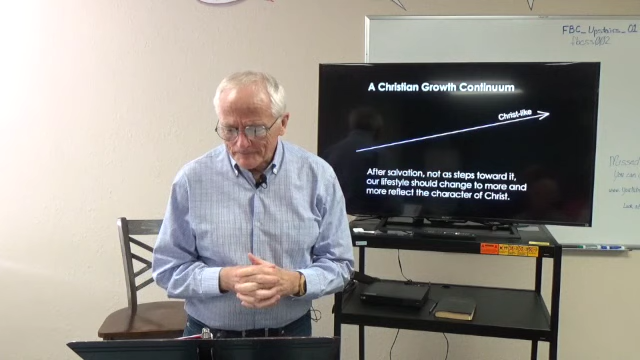 FBC_Upstairs_02
A Christian Growth Continuum
Christ-like
After salvation, not as steps toward it,
our lifestyle should change to more and
more reflect the character of Christ.